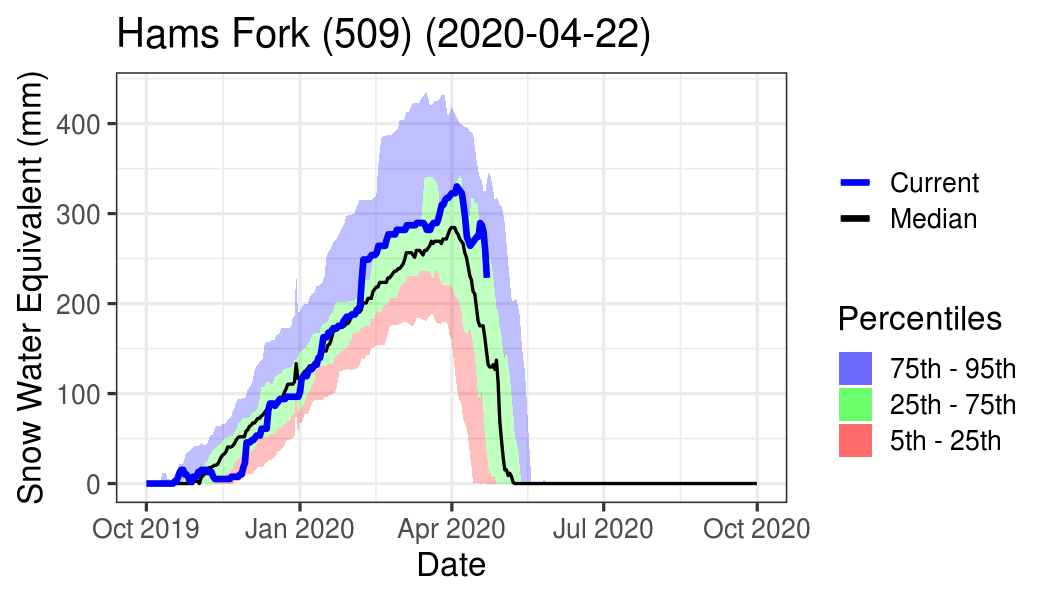 Hams Fork (509) (2020-04-22)
Snow Water Equivalent (mm)
400
300
200
100
0
Oct 2019 Jan 2020 Apr 2020 Jul 2020 Oct 2020
Date
Current
Median
Percentiles
75th - 95th
25th - 75th
5th - 25th